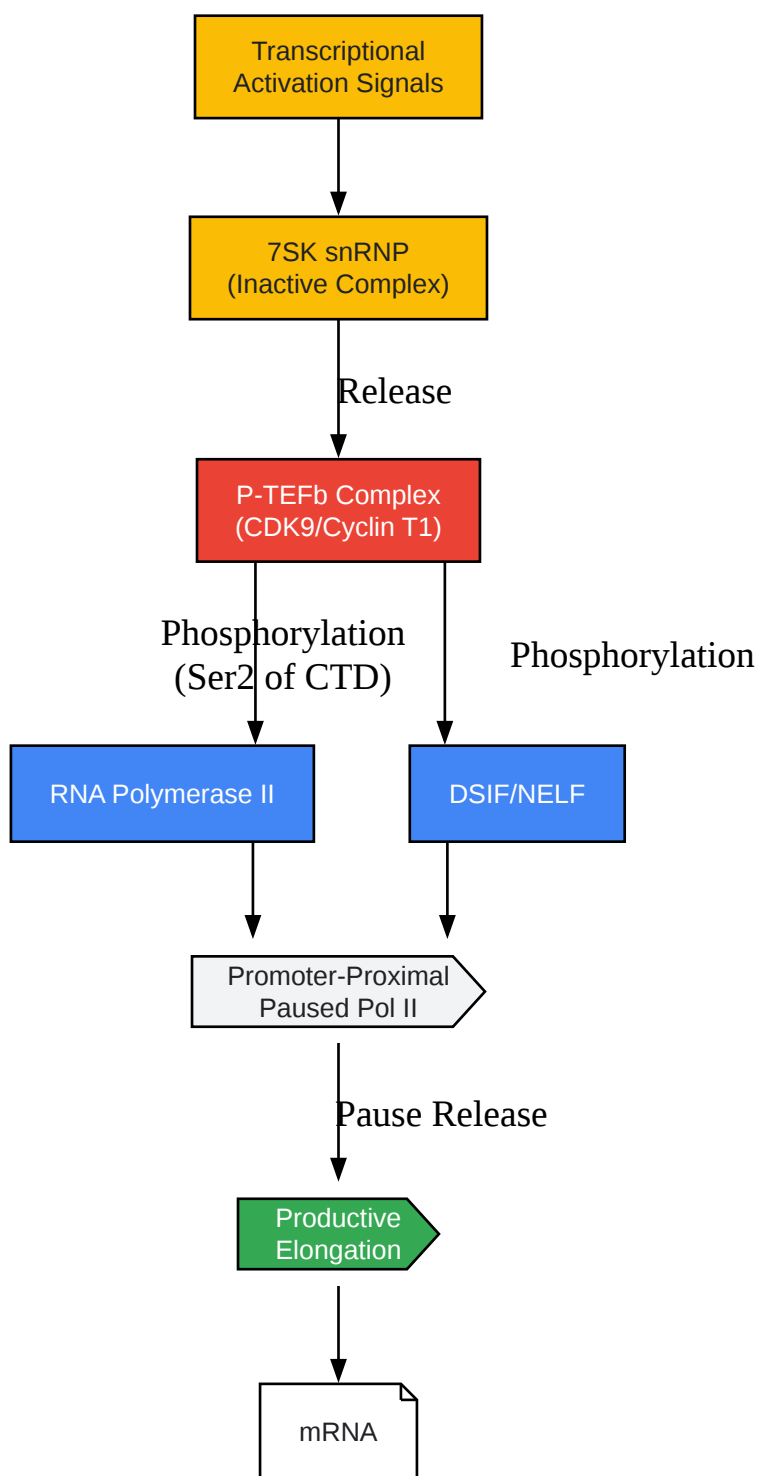 Transcriptional
Activation Signals
7SK snRNP
(Inactive Complex)
Release
P-TEFb Complex
(CDK9/Cyclin T1)
Phosphorylation
(Ser2 of CTD)
Phosphorylation
RNA Polymerase II
DSIF/NELF
Promoter-Proximal
Paused Pol II
Pause Release
Productive
Elongation
mRNA